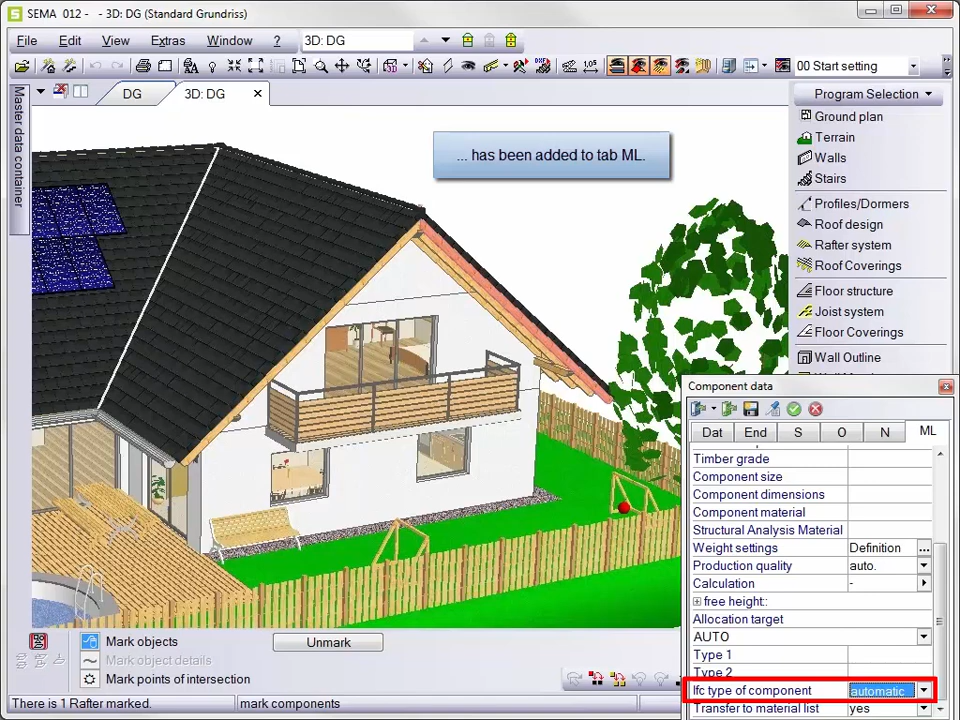 S SEMA 012 - - 3D: DG (Standard Grundriss)
File Edit View Extras Window ? 3D: DG
00 Start setting
DG 3D: DG
Master data container
... has been added to tab ML.
Program Selection
Ground plan
Terrain
Walls
Stairs
Profiles/Dormers
Roof design
Rafter system
Roof Coverings
Floor structure
Joist system
Floor Coverings
Wall Outline
Component data
Dat End S O N ML
Timber grade
Component size
Component dimensions
Component material
Structural Analysis Material
Weight settings Definition ...
Production quality auto.
Calculation -
free height::
Allocation target
AUTO
Type 1
Type 2
Ifc type of component automatic
Transfer to material list yes
Mark objects Unmark
Mark object details
Mark points of intersection
There is 1 Rafter marked. mark components